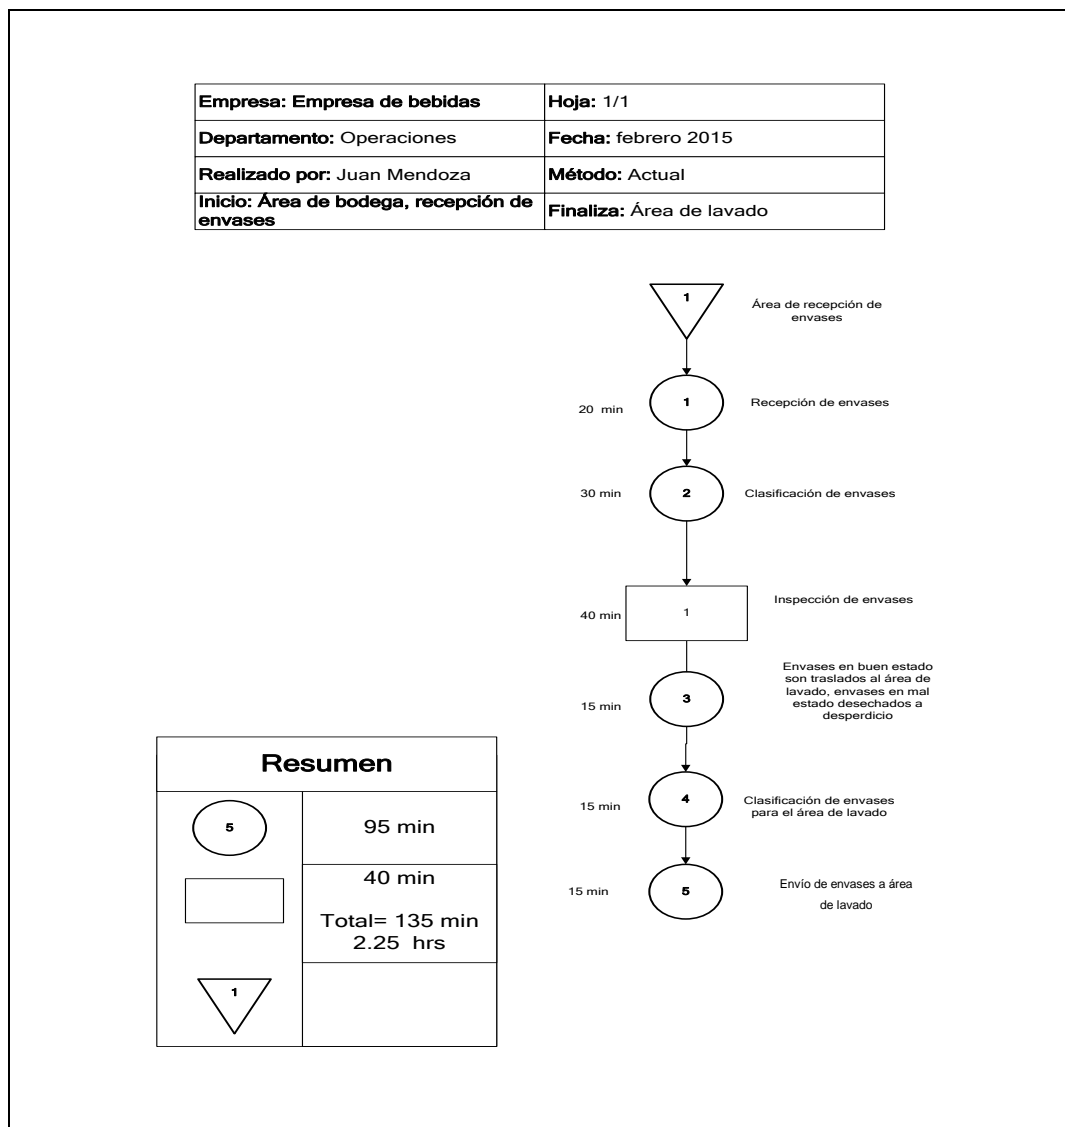 Empresa: Empresa de bebidas
Hoja: 1/1
Departamento: Operaciones
Fecha: febrero 2015
Realizado por: Juan Mendoza
Método: Actual
Inicio: Área de bodega, recepción de
envases
Finaliza: Área de lavado
1
Área de recepción de
envases
20 min
1
Recepción de envases
30 min
2
Clasificación de envases
40 min
1
Inspección de envases
15 min
3
Envases en buen estado
son traslados al área de
lavado, envases en mal
estado desechados a
desperdicio
15 min
4
Clasificación de envases
para el área de lavado
15 min
5
Envío de envases a área
de lavado
Resumen
5
95 min
40 min
Total= 135 min
2.25 hrs
1